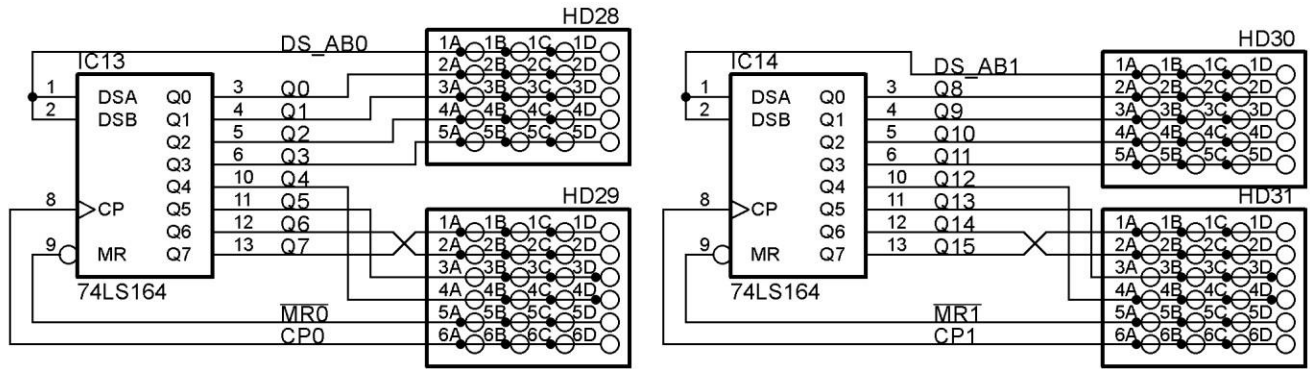 HD28
DS_AB0
1A 1B 1C 1D
IC13
2A 2B 2C 2D
1 DSA Q0 3 Q0
3A 3B 3C 3D
2 DSB Q1 4 Q1
4A 4B 4C 4D
Q2 5 Q2
5A 5B 5C 5D
Q3 6 Q3
Q4 10 Q4
HD29
8 CP Q5 11 Q5
1A 1B 1C 1D
Q6 12 Q6
2A 2B 2C 2D
9 MR Q7 13 Q7
3A 3B 3C 3D
74LS164
4A 4B 4C 4D
MR0
5A 5B 5C 5D
CP0
6A 6B 6C 6D
HD30
DS_AB1
1A 1B 1C 1D
IC14
2A 2B 2C 2D
1 DSA Q0 3 Q8
3A 3B 3C 3D
2 DSB Q1 4 Q9
4A 4B 4C 4D
Q2 5 Q10
5A 5B 5C 5D
Q3 6 Q11
Q4 10 Q12
HD31
8 CP Q5 11 Q13
1A 1B 1C 1D
Q6 12 Q14
2A 2B 2C 2D
9 MR Q7 13 Q15
3A 3B 3C 3D
74LS164
4A 4B 4C 4D
MR1
5A 5B 5C 5D
CP1
6A 6B 6C 6D